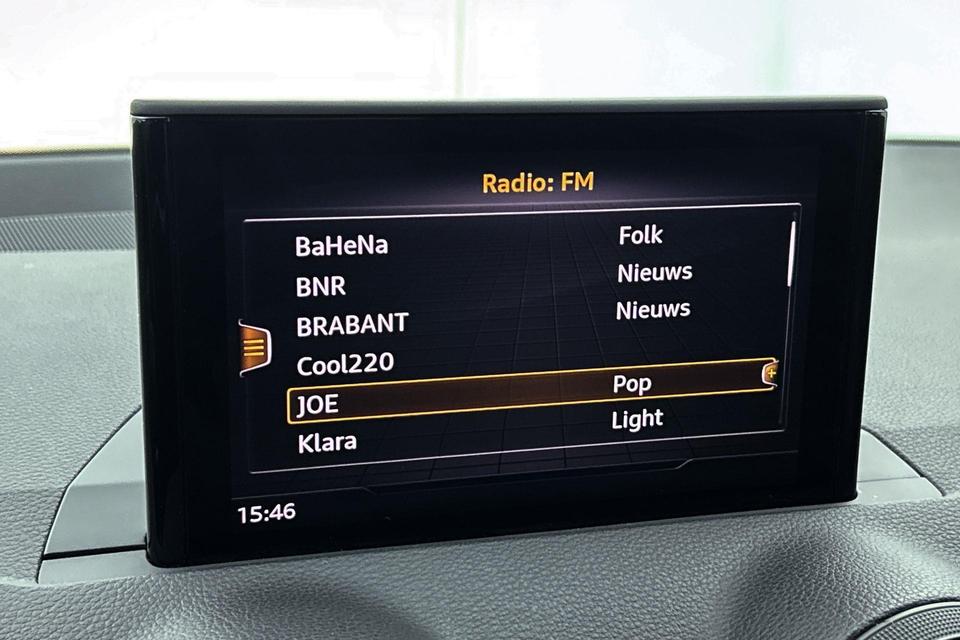 Radio: FM
BaHeNa Folk
BNR Nieuws
BRABANT Nieuws
Cool220
JOE Pop
Klara Light
15:46